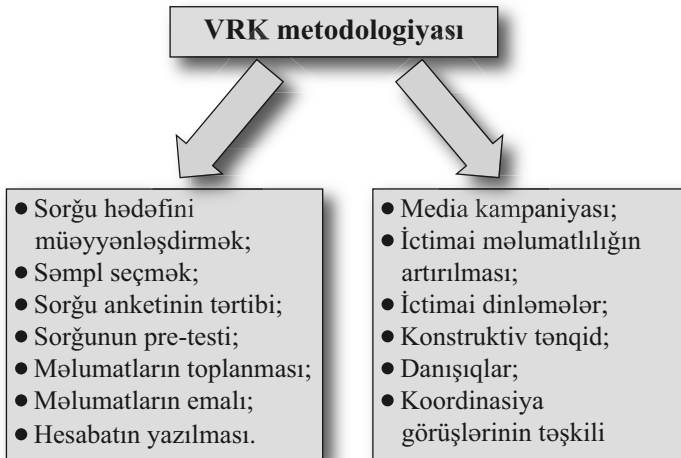 VRK metodologiyası
● Sorğu hədəfini
müəyyənləşdirmək;
● Səmpl seçmək;
● Sorğu anketinin tərtibi;
● Sorğunun pre-testi;
● Məlumatların toplanması;
● Məlumatların emalı;
● Hesabatın yazılması.
● Media kampaniyası;
● İctimai məlumatlılığın
artırılması;
● İctimai dinləmələr;
● Konstruktiv tənqid;
● Danışıqlar;
● Koordinasiya
görüşlərinin təşkili